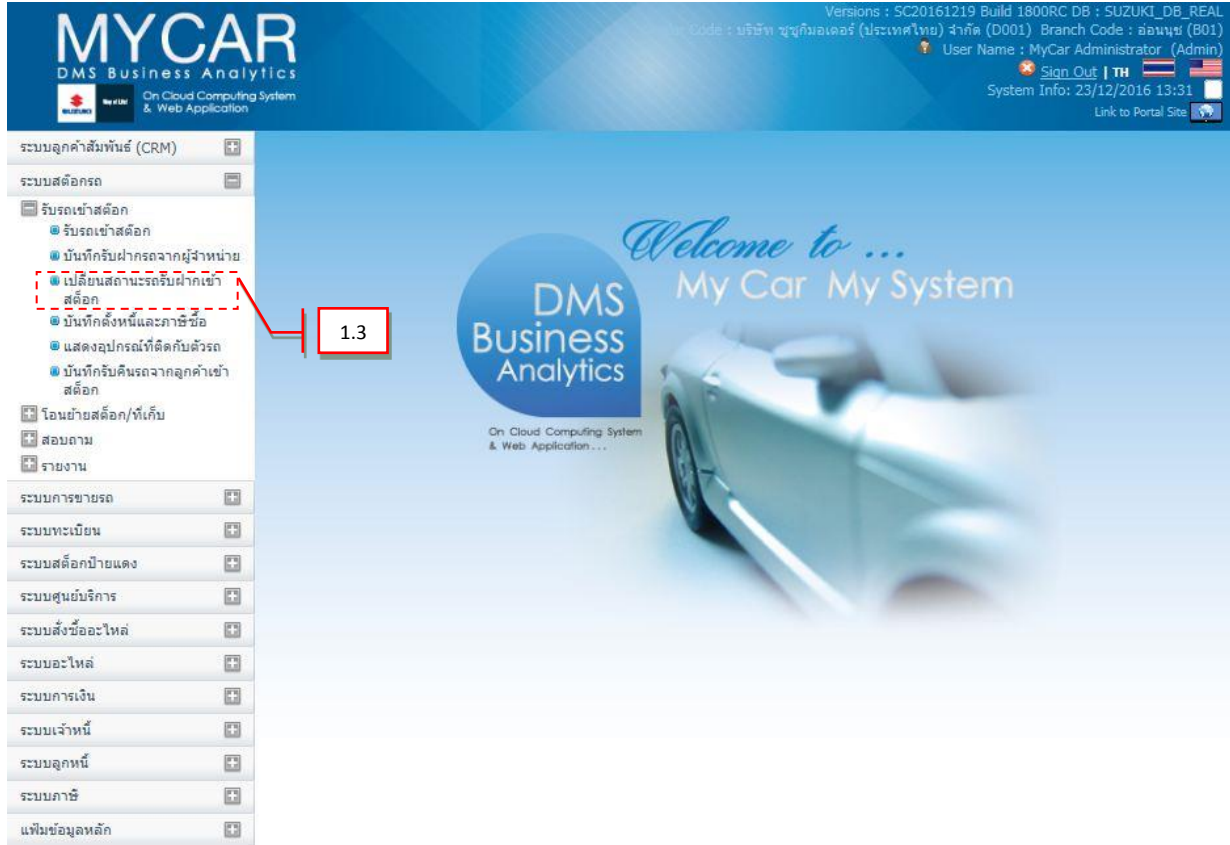 MYCAR
DMS Business Analytics
On Cloud Computing System
& Web Application
SUZUKI
Way of Life!
Versions : SC20161219 Build 1800RC DB : SUZUKI_DB_REAL
Code : บริษัท ซูซูกิมอเตอร์ (ประเทศไทย) จำกัด (D001) Branch Code : อ่อนนุช (B01)
User Name : MyCar Administrator (Admin)
Sign Out | TH
System Info: 23/12/2016 13:31
Link to Portal Site
ระบบลูกค้าสัมพันธ์ (CRM)
ระบบสต๊อกรถ
รับรถเข้าสต๊อก
รับรถเข้าสต๊อก
บันทึกรับฝากรถจากผู้จำหน่าย
เปลี่ยนสถานะรถรับฝากเข้า
สต็อก
บันทึกตั้งหนี้และภาษีซื้อ
แสดงอุปกรณ์ที่ติดกับตัวรถ
บันทึกรับคืนรถจากลูกค้าเข้า
สต็อก
โอนย้ายสต็อก/ที่เก็บ
สอบถาม
รายงาน
ระบบการขายรถ
ระบบทะเบียน
ระบบสต็อกป้ายแดง
ระบบศูนย์บริการ
ระบบสั่งซื้ออะไหล่
ระบบอะไหล่
ระบบการเงิน
ระบบเจ้าหนี้
ระบบลูกหนี้
ระบบภาษี
แฟ้มข้อมูลหลัก
1.3
Welcome to ...
My Car My System
DMS
Business
Analytics
On Cloud Computing System
& Web Application...